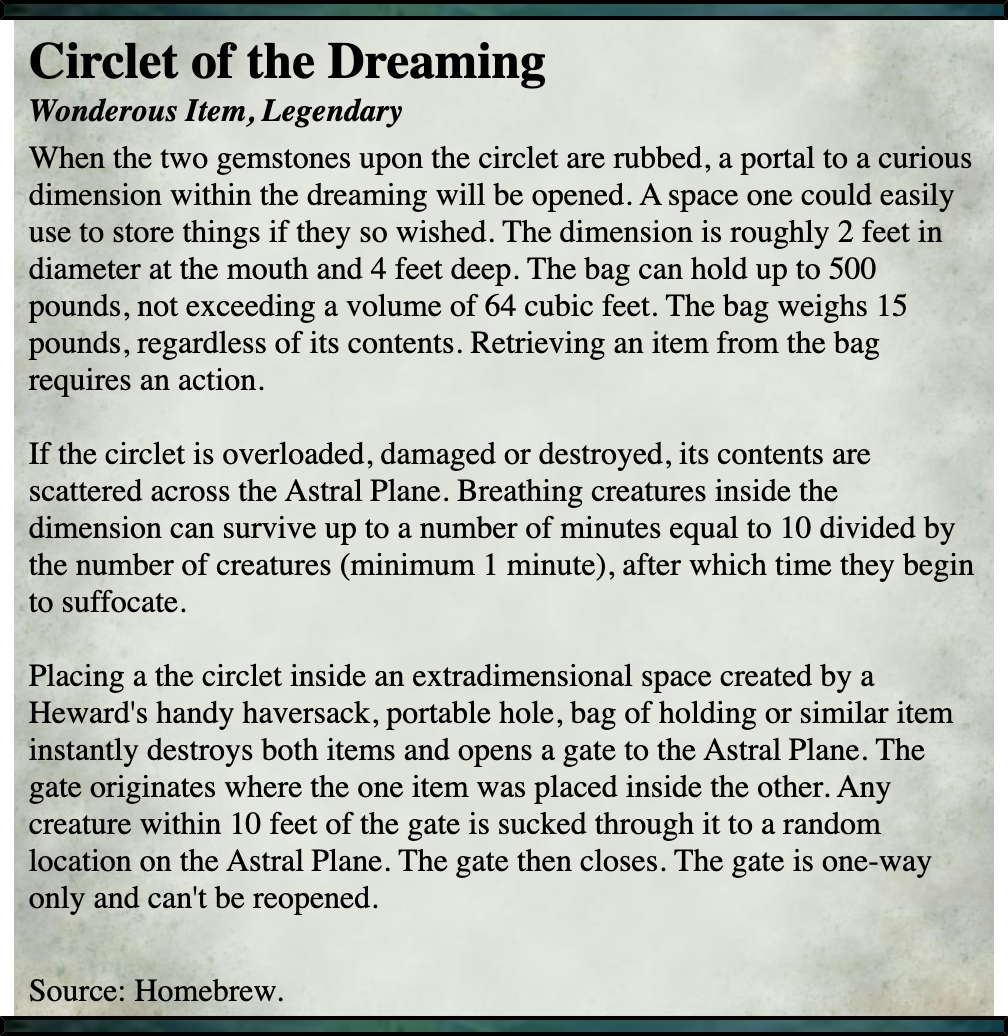 Circlet of the Dreaming
Wonderous Item, Legendary
When the two gemstones upon the circlet are rubbed, a portal to a curious
dimension within the dreaming will be opened. A space one could easily
use to store things if they so wished. The dimension is roughly 2 feet in
diameter at the mouth and 4 feet deep. The bag can hold up to 500
pounds, not exceeding a volume of 64 cubic feet. The bag weighs 15
pounds, regardless of its contents. Retrieving an item from the bag
requires an action.
If the circlet is overloaded, damaged or destroyed, its contents are
scattered across the Astral Plane. Breathing creatures inside the
dimension can survive up to a number of minutes equal to 10 divided by
the number of creatures (minimum 1 minute), after which time they begin
to suffocate.
Placing a the circlet inside an extradimensional space created by a
Heward's handy haversack, portable hole, bag of holding or similar item
instantly destroys both items and opens a gate to the Astral Plane. The
gate originates where the one item was placed inside the other. Any
creature within 10 feet of the gate is sucked through it to a random
location on the Astral Plane. The gate then closes. The gate is one-way
only and can't be reopened.
Source: Homebrew.